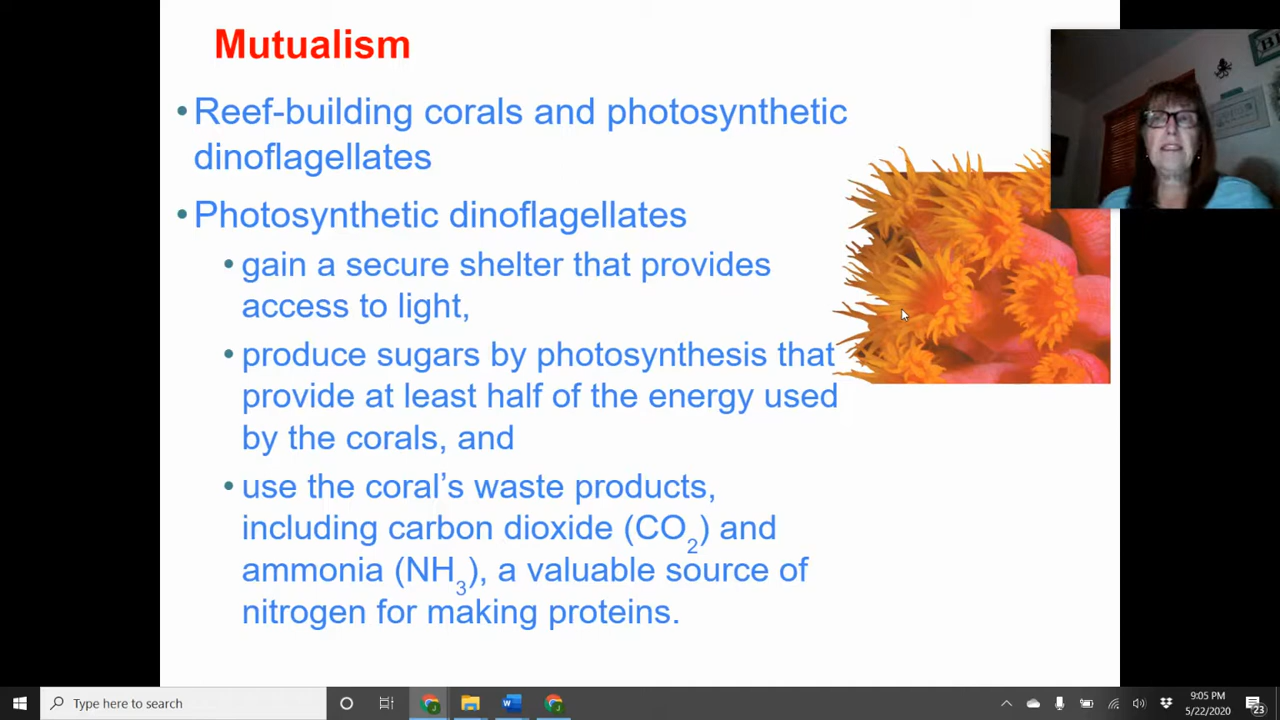 Mutualism
•Reef-building corals and photosynthetic
dinoflagellates
•Photosynthetic dinoflagellates
•gain a secure shelter that provides
access to light,
•produce sugars by photosynthesis that
provide at least half of the energy used
by the corals, and
•use the coral’s waste products,
including carbon dioxide (CO₂) and
ammonia (NH₃), a valuable source of
nitrogen for making proteins.
Type here to search
9:05 PM
5/22/2020
23